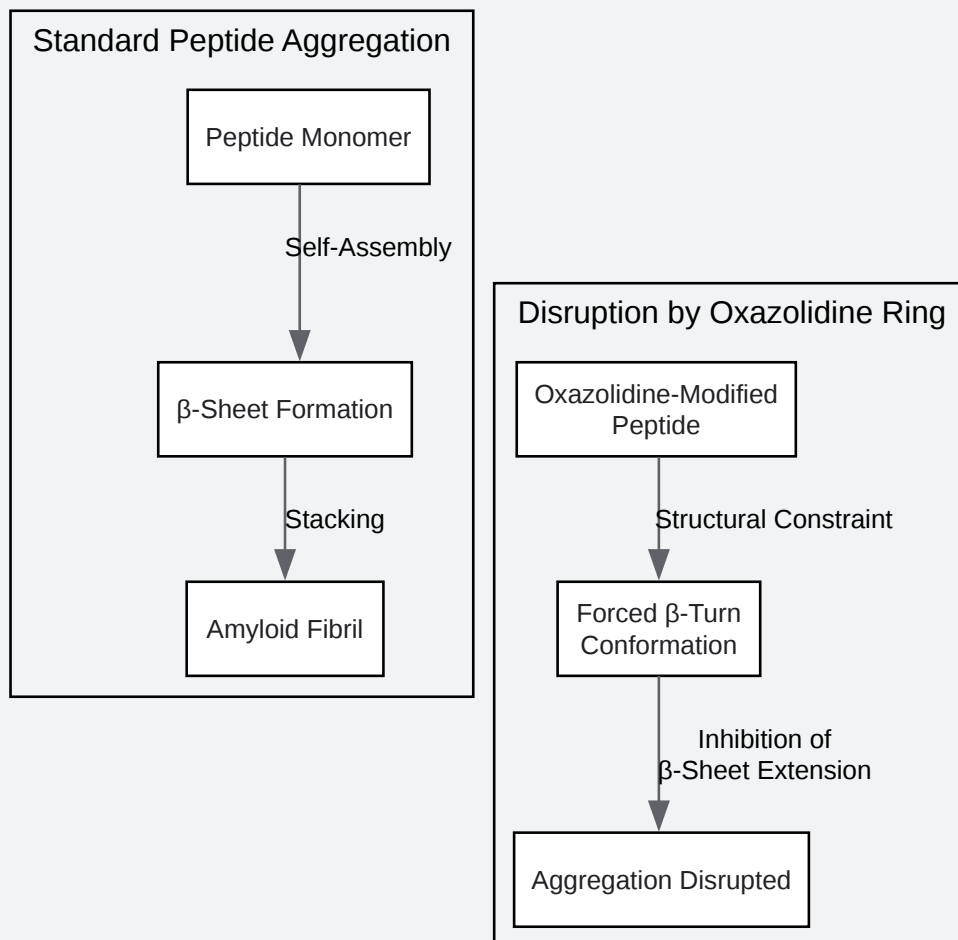 Standard Peptide Aggregation
Peptide Monomer
Self-Assembly
β-Sheet Formation
Stacking
Amyloid Fibril
Disruption by Oxazolidine Ring
Oxazolidine-Modified
Peptide
Structural Constraint
Forced β-Turn
Conformation
Inhibition of
β-Sheet Extension
Aggregation Disrupted